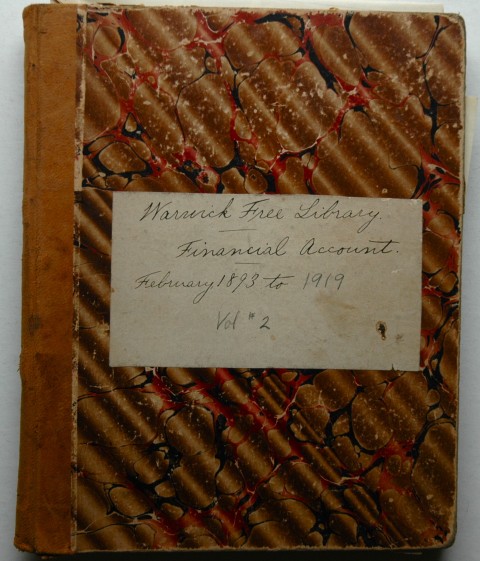 Warwick Free Library.
Financial Account.
February 1893 to 1919
Vol # 2